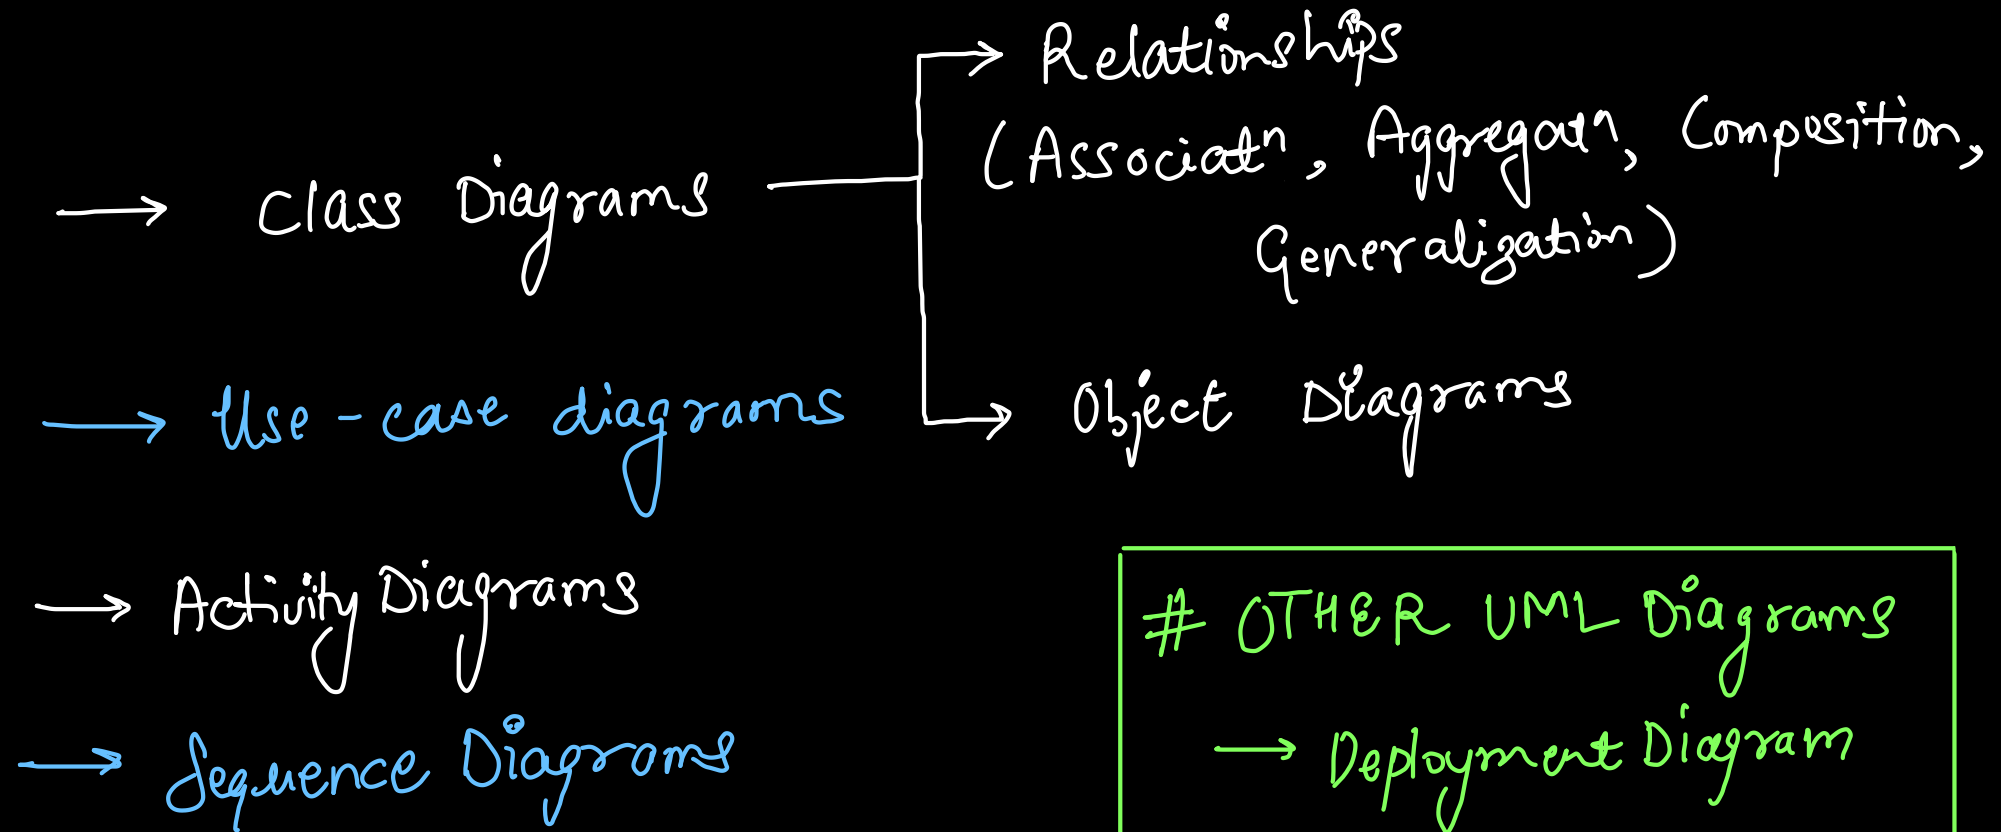 → Class Diagrams
→ Relationships
(Associatⁿ, Aggregatⁿ, Composition,
Generalization)
→ Object Diagrams
→ Use-case diagrams
→ Activity Diagrams
→ Sequence Diagrams
# OTHER UML Diagrams
→ Deployment Diagram